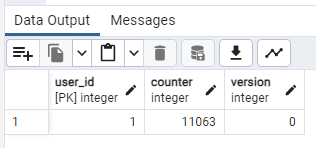 Data Output Messages
user_id counter version
[PK] integer integer integer
1 1 11063 0